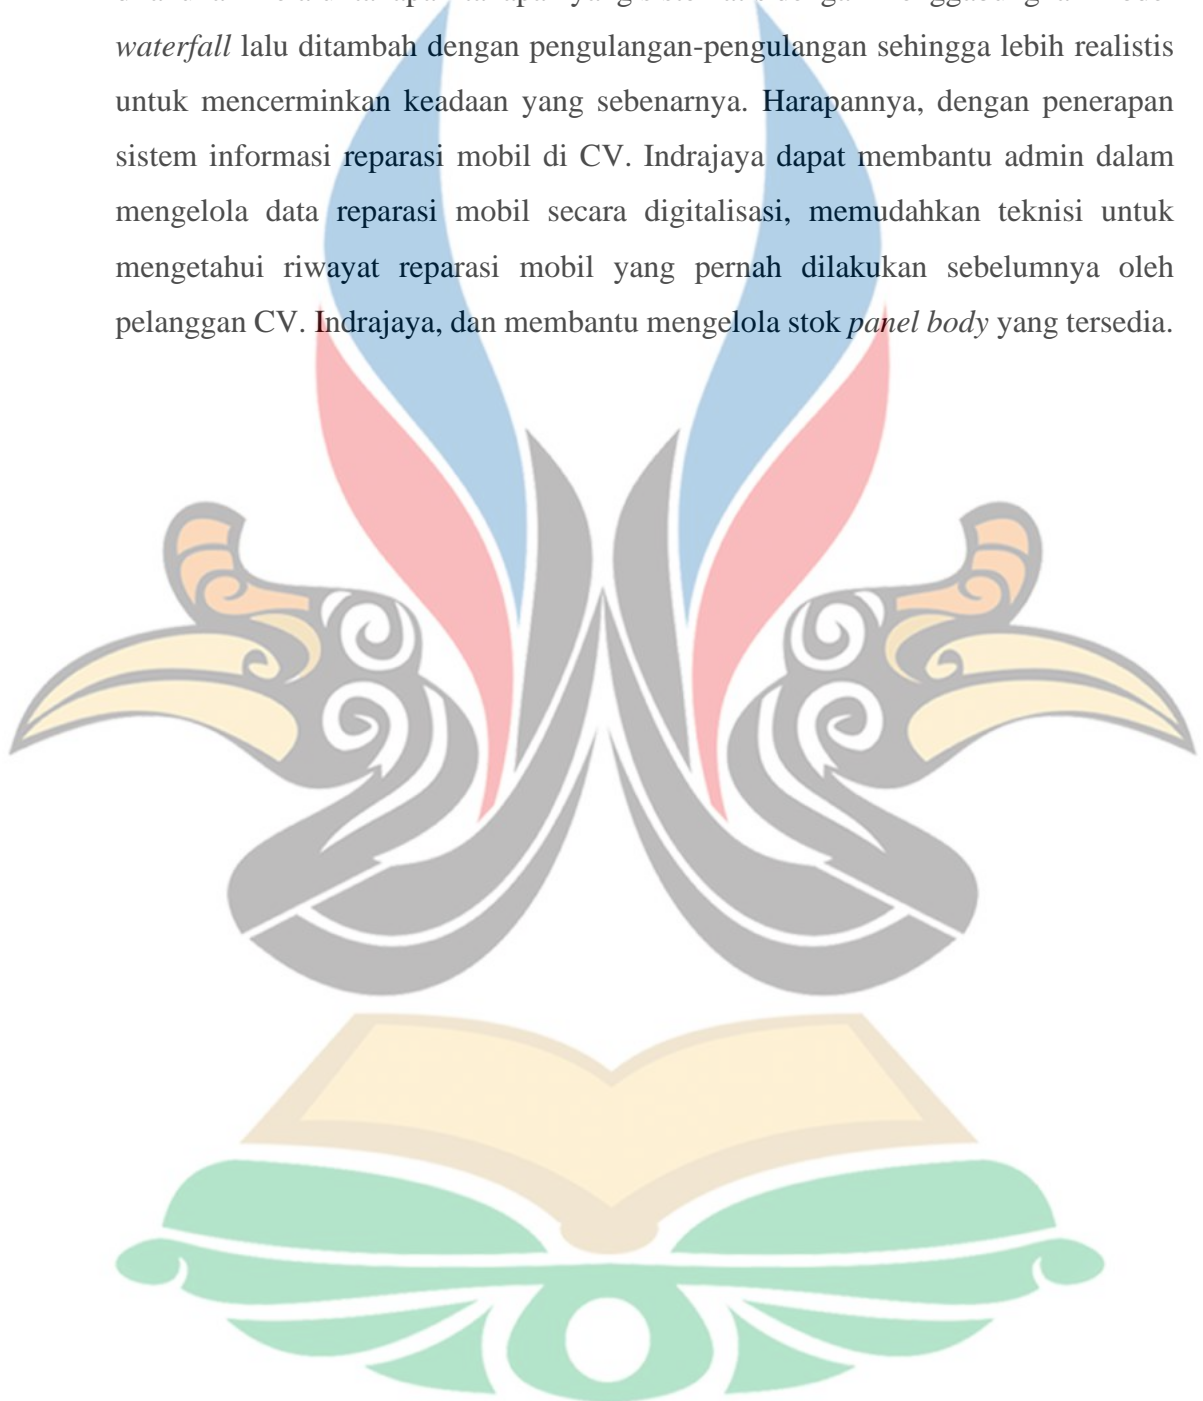 waterfall lalu ditambah dengan pengulangan-pengulangan sehingga lebih realistis
untuk mencerminkan keadaan yang sebenarnya. Harapannya, dengan penerapan
sistem informasi reparasi mobil di CV. Indrajaya dapat membantu admin dalam
mengelola data reparasi mobil secara digitalisasi, memudahkan teknisi untuk
mengetahui riwayat reparasi mobil yang pernah dilakukan sebelumnya oleh
pelanggan CV. Indrajaya, dan membantu mengelola stok panel body yang tersedia.